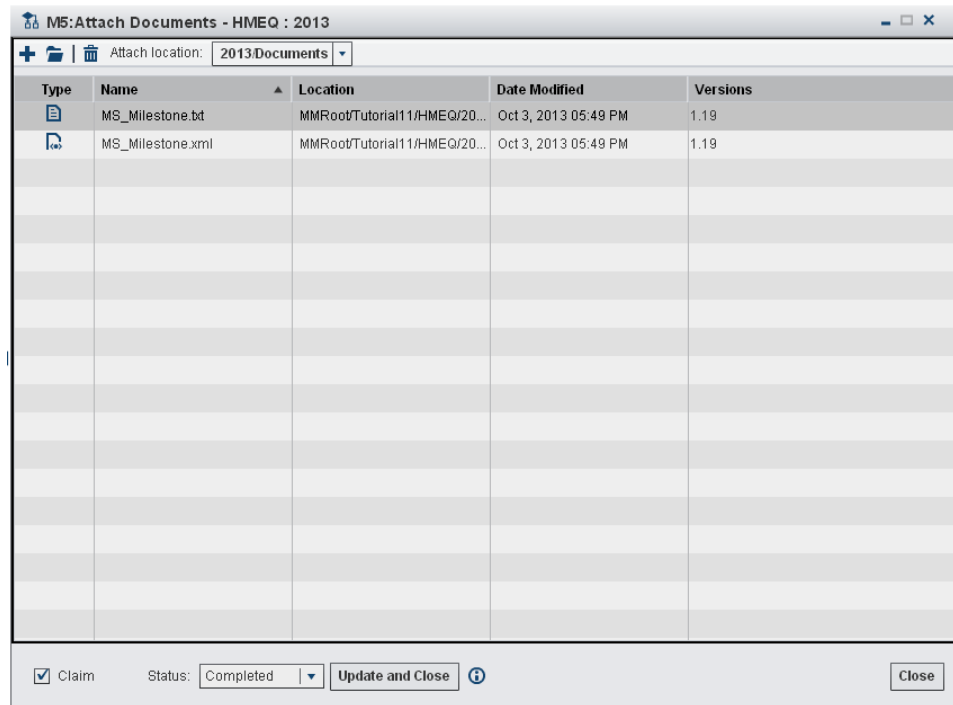 M5:Attach Documents - HMEQ : 2013
Attach location: 2013/Documents
Type Name Location Date Modified Versions
MS_Milestone.txt MMRoot/Tutorial11/HMEQ/20... Oct 3, 2013 05:49 PM 1.19
MS_Milestone.xml MMRoot/Tutorial11/HMEQ/20... Oct 3, 2013 05:49 PM 1.19
Claim Status: Completed Update and Close Close